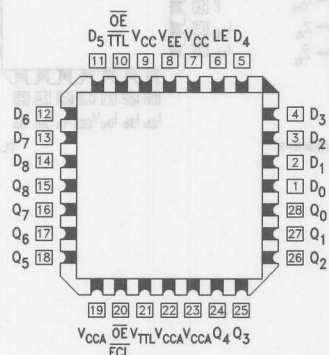 OE
D5 TTL VCC VEE VCC LE D4
11 10 9 8 7 6 5
D6 12
D7 13
D8 14
Q8 15
Q7 16
Q6 17
Q5 18
4 D3
3 D2
2 D1
1 D0
28 Q0
27 Q1
26 Q2
19 20 21 22 23 24 25
VCCA OE VTTL VCCA VCCA Q4 Q3
ECL